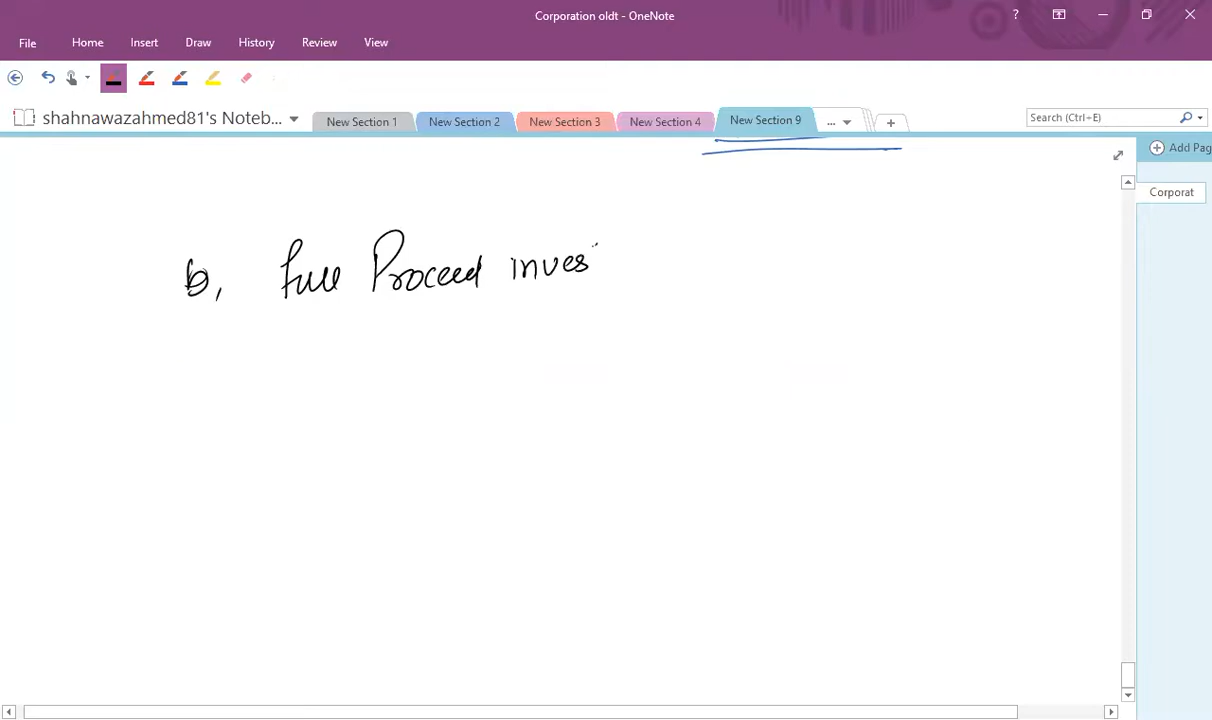 Corporation oldt - OneNote
?
File Home Insert Draw History Review View
shahnawazahmed81's Noteb... New Section 1 New Section 2 New Section 3 New Section 4 New Section 9 ... + Search (Ctrl+E)
Add Pag
Corporat
b, Full Proceed inves